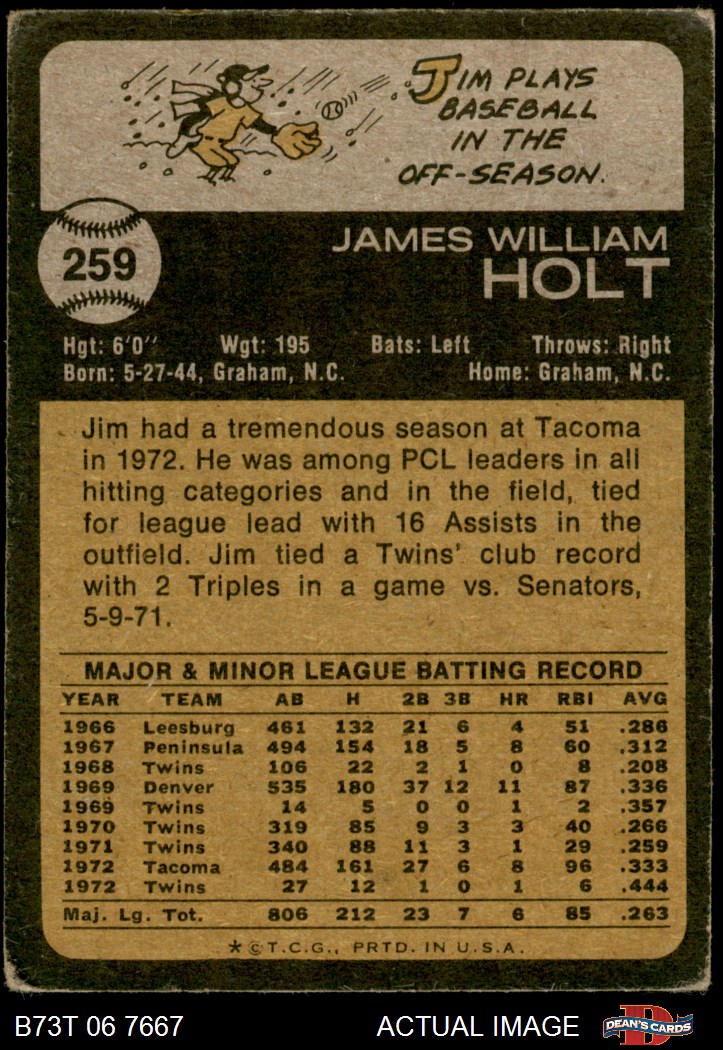 JIM PLAYS
BASEBALL
IN THE
OFF-SEASON.
259
JAMES WILLIAM
HOLT
Hgt: 6'0" Wgt: 195 Bats: Left Throws: Right
Born: 5-27-44, Graham, N.C. Home: Graham, N.C.
Jim had a tremendous season at Tacoma
in 1972. He was among PCL leaders in all
hitting categories and in the field, tied
for league lead with 16 Assists in the
outfield. Jim tied a Twins' club record
with 2 Triples in a game vs. Senators,
5-9-71.
MAJOR & MINOR LEAGUE BATTING RECORD
YEAR TEAM AB H 2B 3B HR RBI AVG
1966 Leesburg 461 132 21 6 4 51 .286
1967 Peninsula 494 154 18 5 8 60 .312
1968 Twins 106 22 2 1 0 8 .208
1969 Denver 535 180 37 12 11 87 .336
1969 Twins 14 5 0 0 1 2 .357
1970 Twins 319 85 9 3 3 40 .266
1971 Twins 340 88 11 3 1 29 .259
1972 Tacoma 484 161 27 6 8 96 .333
1972 Twins 27 12 1 0 1 6 .444
Maj. Lg. Tot. 806 212 23 7 6 85 .263
*©T.C.G., PRTD. IN U.S.A.
B73T 06 7667 ACTUAL IMAGE D DEAN'S CARDS